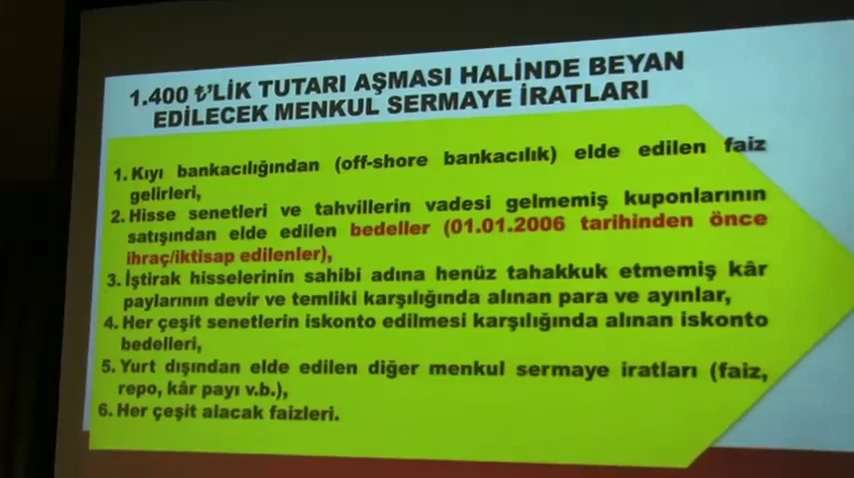 1.400 ₺'LİK TUTARI AŞMASI HALİNDE BEYAN
EDİLECEK MENKUL SERMAYE İRATLARI
1. Kıyı bankacılığından (off-shore bankacılık) elde edilen faiz
gelirleri,
2. Hisse senetleri ve tahvillerin vadesi gelmemiş kuponlarının
satışından elde edilen bedeller (01.01.2006 tarihinden önce
ihraç/iktisap edilenler),
3. İştirak hisselerinin sahibi adına henüz tahakkuk etmemiş kâr
paylarının devir ve temliki karşılığında alınan para ve ayınlar,
4. Her çeşit senetlerin iskonto edilmesi karşılığında alınan iskonto
bedelleri,
5. Yurt dışından elde edilen diğer menkul sermaye iratları (faiz,
repo, kâr payı v.b.),
6. Her çeşit alacak faizleri.